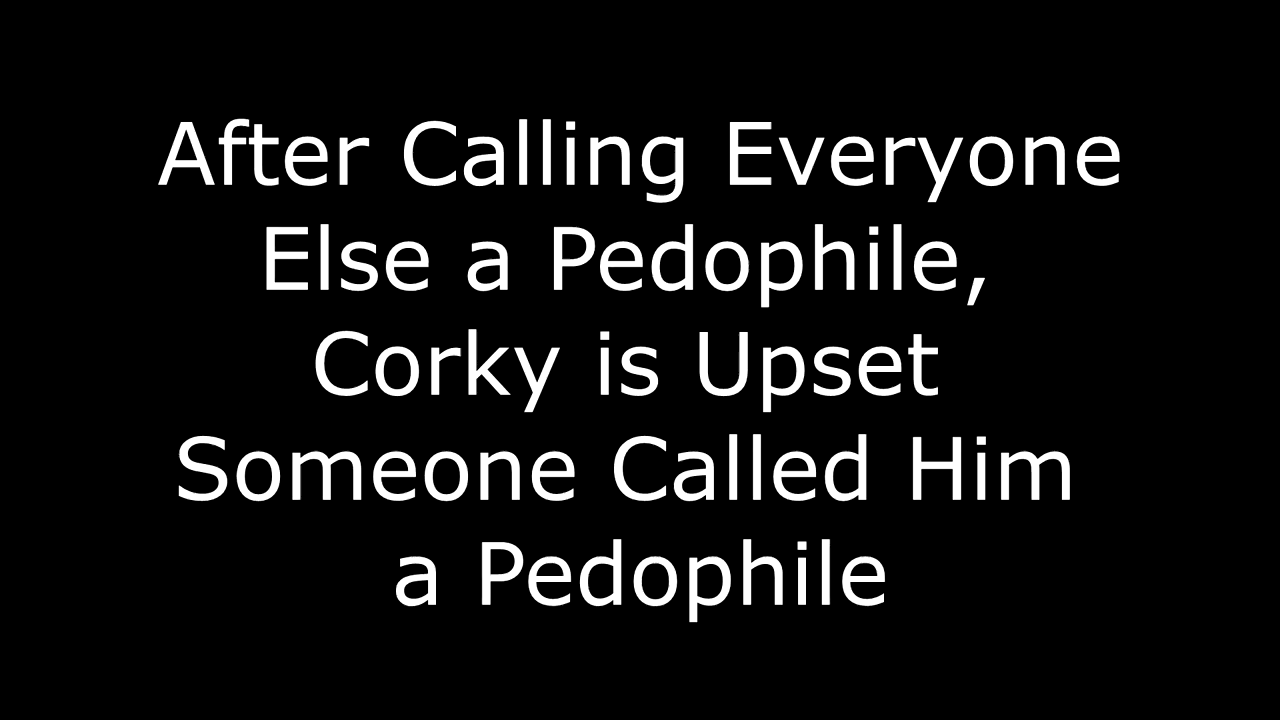 After Calling Everyone
Else a Pedophile,
Corky is Upset
Someone Called Him
a Pedophile